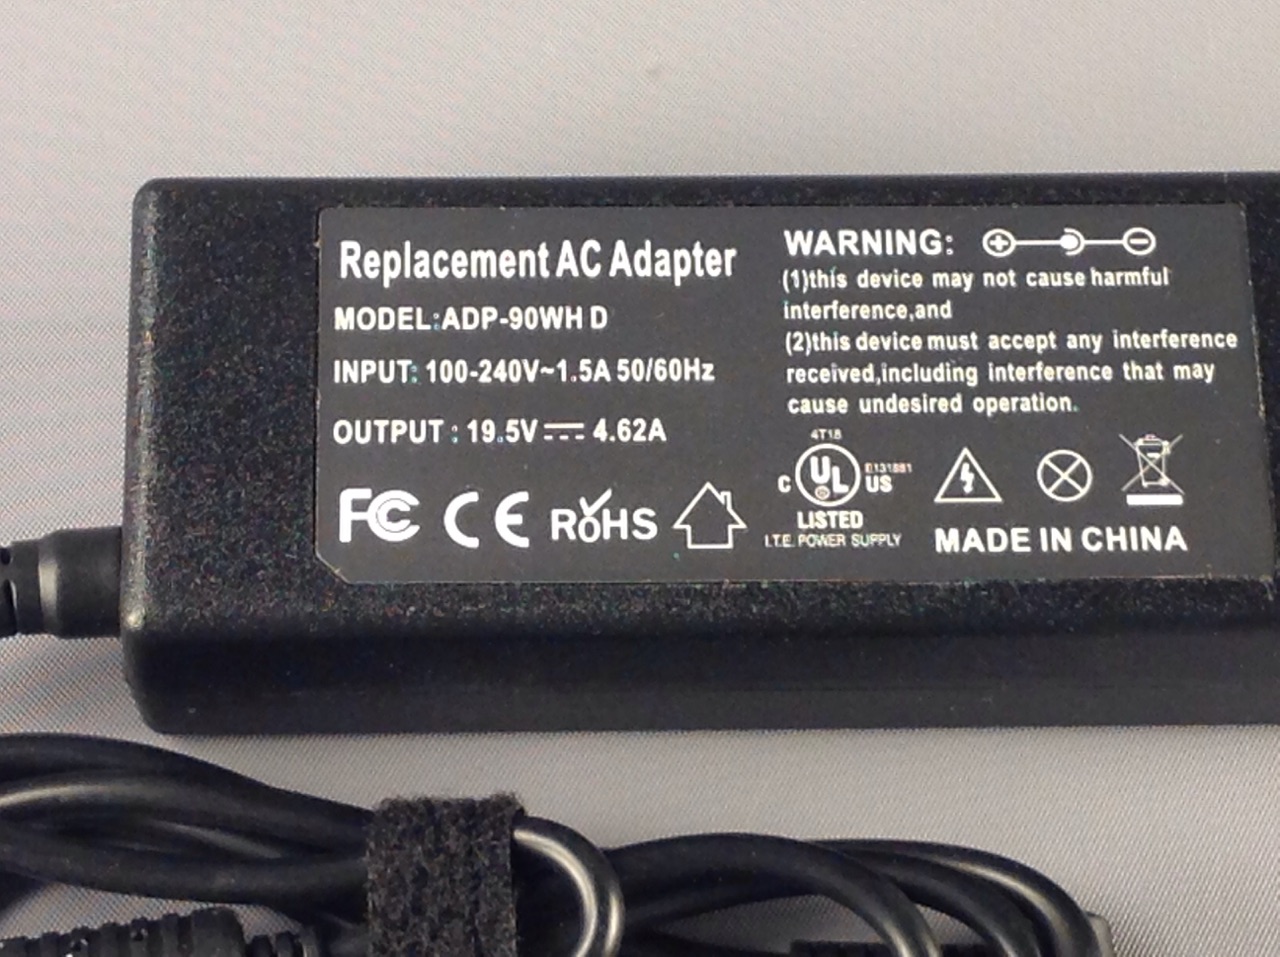 Replacement AC Adapter
MODEL:ADP-90WH D
INPUT: 100-240V~1.5A 50/60Hz
OUTPUT : 19.5V 4.62A
FC CE RoHS
WARNING:
(1)this device may not cause harmful
interference,and
(2)this device must accept any interference
received,including interference that may
cause undesired operation.
4T18
C UL US
E131881
LISTED
I.T.E. POWER SUPPLY
MADE IN CHINA